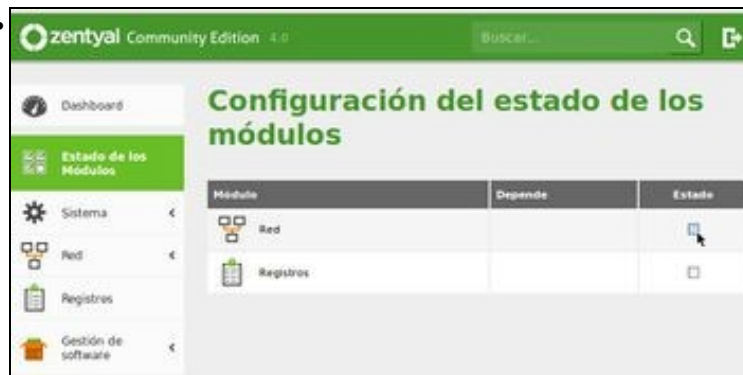 zentyal Community Edition 4.0
Buscar...
Dashboard
Estado de los
Módulos
Sistema
Red
Registros
Gestión de
software
Configuración del estado de los
módulos
Módulo Depende Estado
Red
Registros